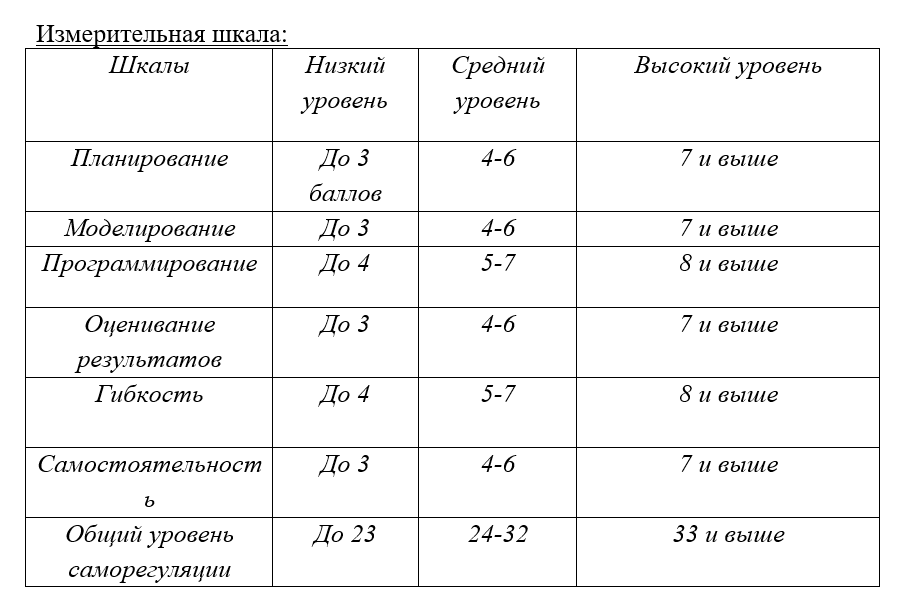 Измерительная шкала:
Шкалы Низкий Средний Высокий уровень
уровень уровень
Планирование До 3 4-6 7 и выше
баллов
Моделирование До 3 4-6 7 и выше
Программирование До 4 5-7 8 и выше
Оценивание До 3 4-6 7 и выше
результатов
Гибкость До 4 5-7 8 и выше
Самостоятельност До 3 4-6 7 и выше
ь
Общий уровень До 23 24-32 33 и выше
саморегуляции